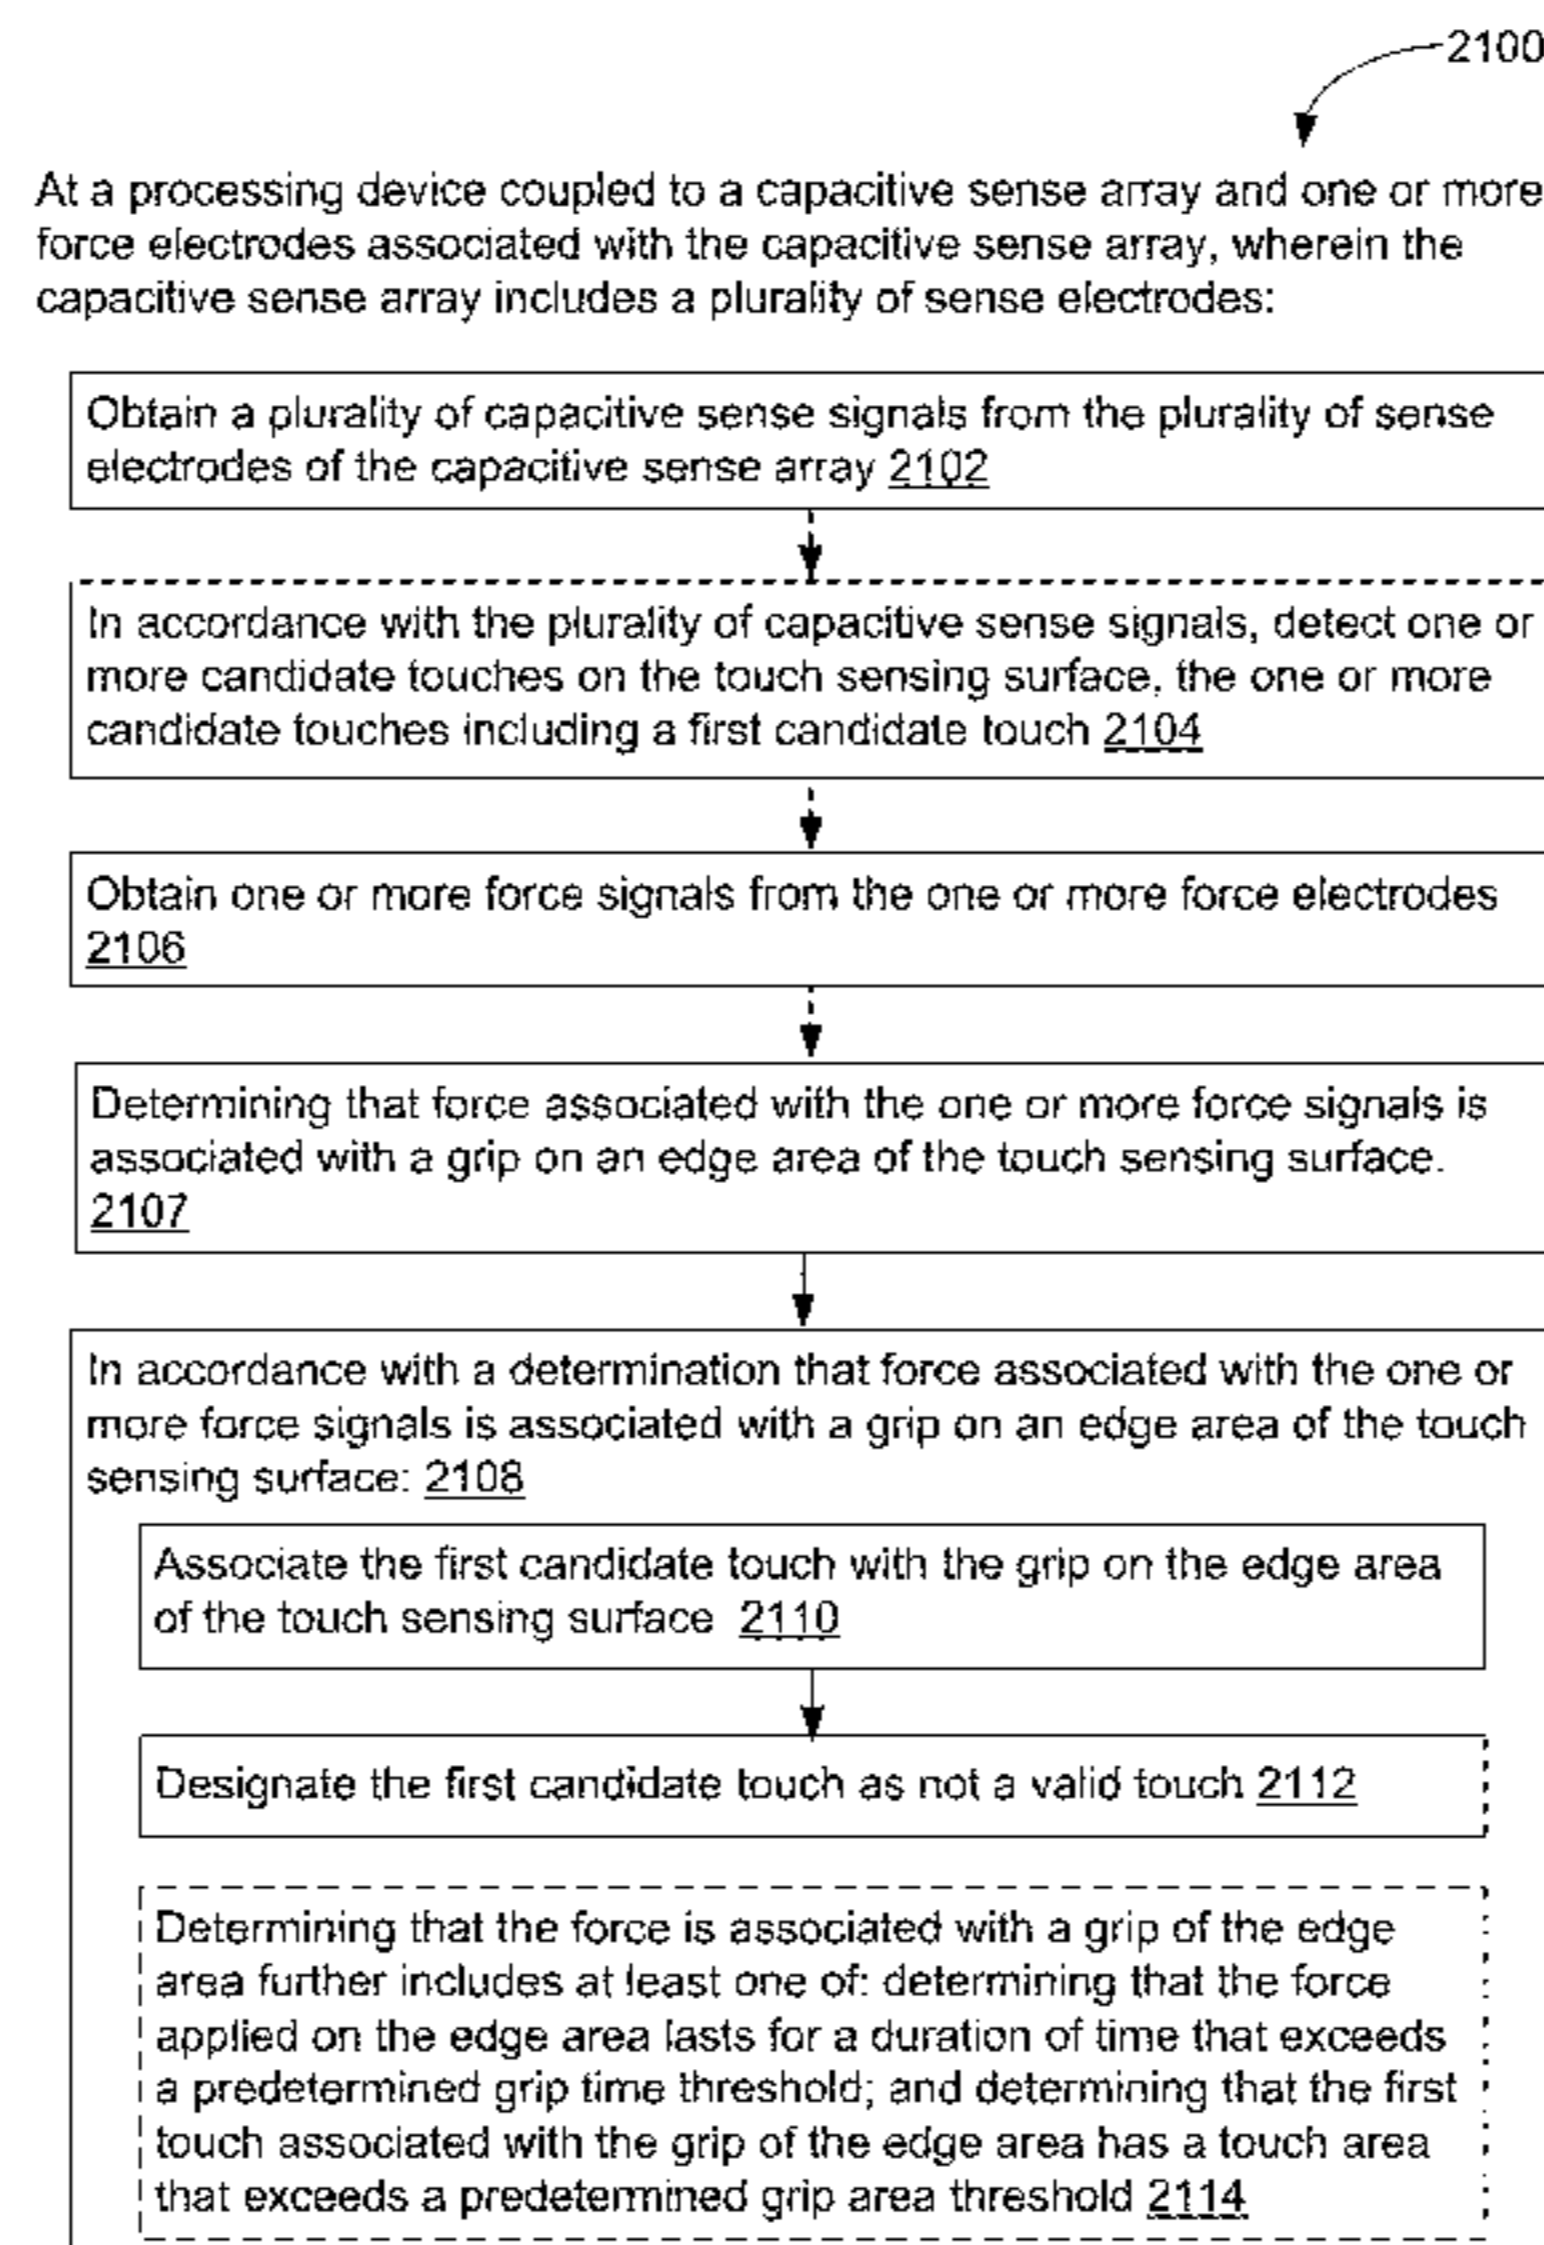 2100
At a processing device coupled to a capacitive sense array and one or more
force electrodes associated with the capacitive sense array, wherein the
capacitive sense array includes a plurality of sense electrodes:
Obtain a plurality of capacitive sense signals from the plurality of sense
electrodes of the capacitive sense array 2102
In accordance with the plurality of capacitive sense signals, detect one or
more candidate touches on the touch sensing surface, the one or more
candidate touches including a first candidate touch 2104
Obtain one or more force signals from the one or more force electrodes
2106
Determining that force associated with the one or more force signals is
associated with a grip on an edge area of the touch sensing surface.
2107
In accordance with a determination that force associated with the one or
more force signals is associated with a grip on an edge area of the touch
sensing surface: 2108
Associate the first candidate touch with the grip on the edge area
of the touch sensing surface 2110
Designate the first candidate touch as not a valid touch 2112
Determining that the force is associated with a grip of the edge
area further includes at least one of: determining that the force
applied on the edge area lasts for a duration of time that exceeds
a predetermined grip time threshold; and determining that the first
touch associated with the grip of the edge area has a touch area
that exceeds a predetermined grip area threshold 2114